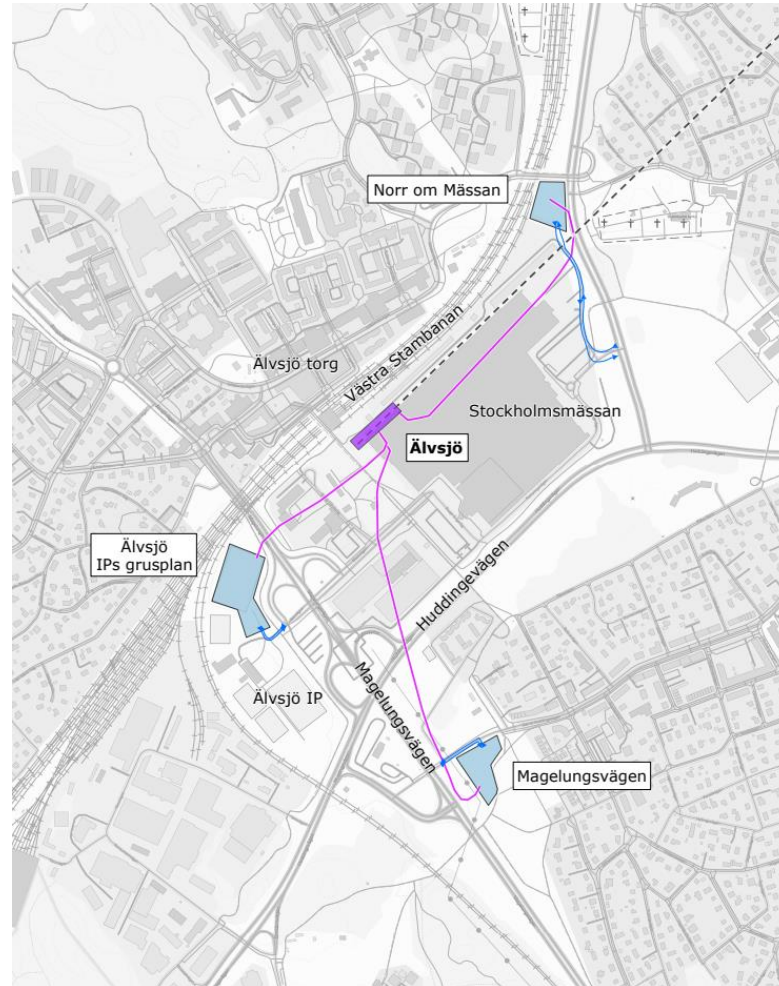 Norr om Mässan
Västra Stambanan
Älvsjö torg
Stockholmsmässan
Älvsjö
Älvsjö
IPs grusplan
Huddingevägen
Älvsjö IP
Magelungsvägen
Magelungsvägen